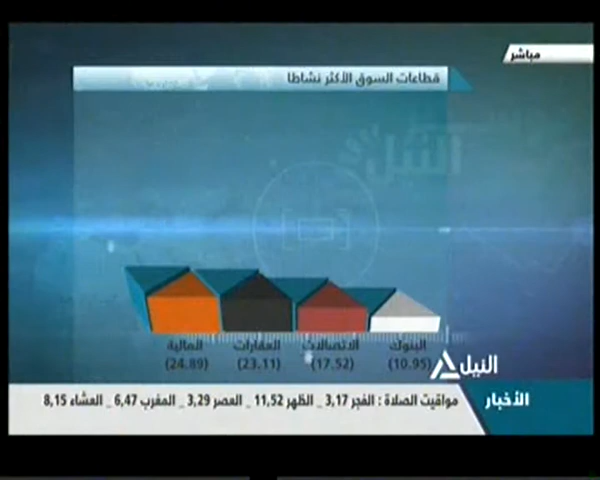 مباشر
قطاعات السوق الأكثر نشاطا
البنوك الاتصالات العقارات المالية
(10.95) (17.52) (23.11) (24.89)
النيل
الأخبار
مواقيت الصلاة : الفجر 3,17 _ الظهر 11,52 _ العصر 3,29 _ المغرب 6,47 _ العشاء 8,15